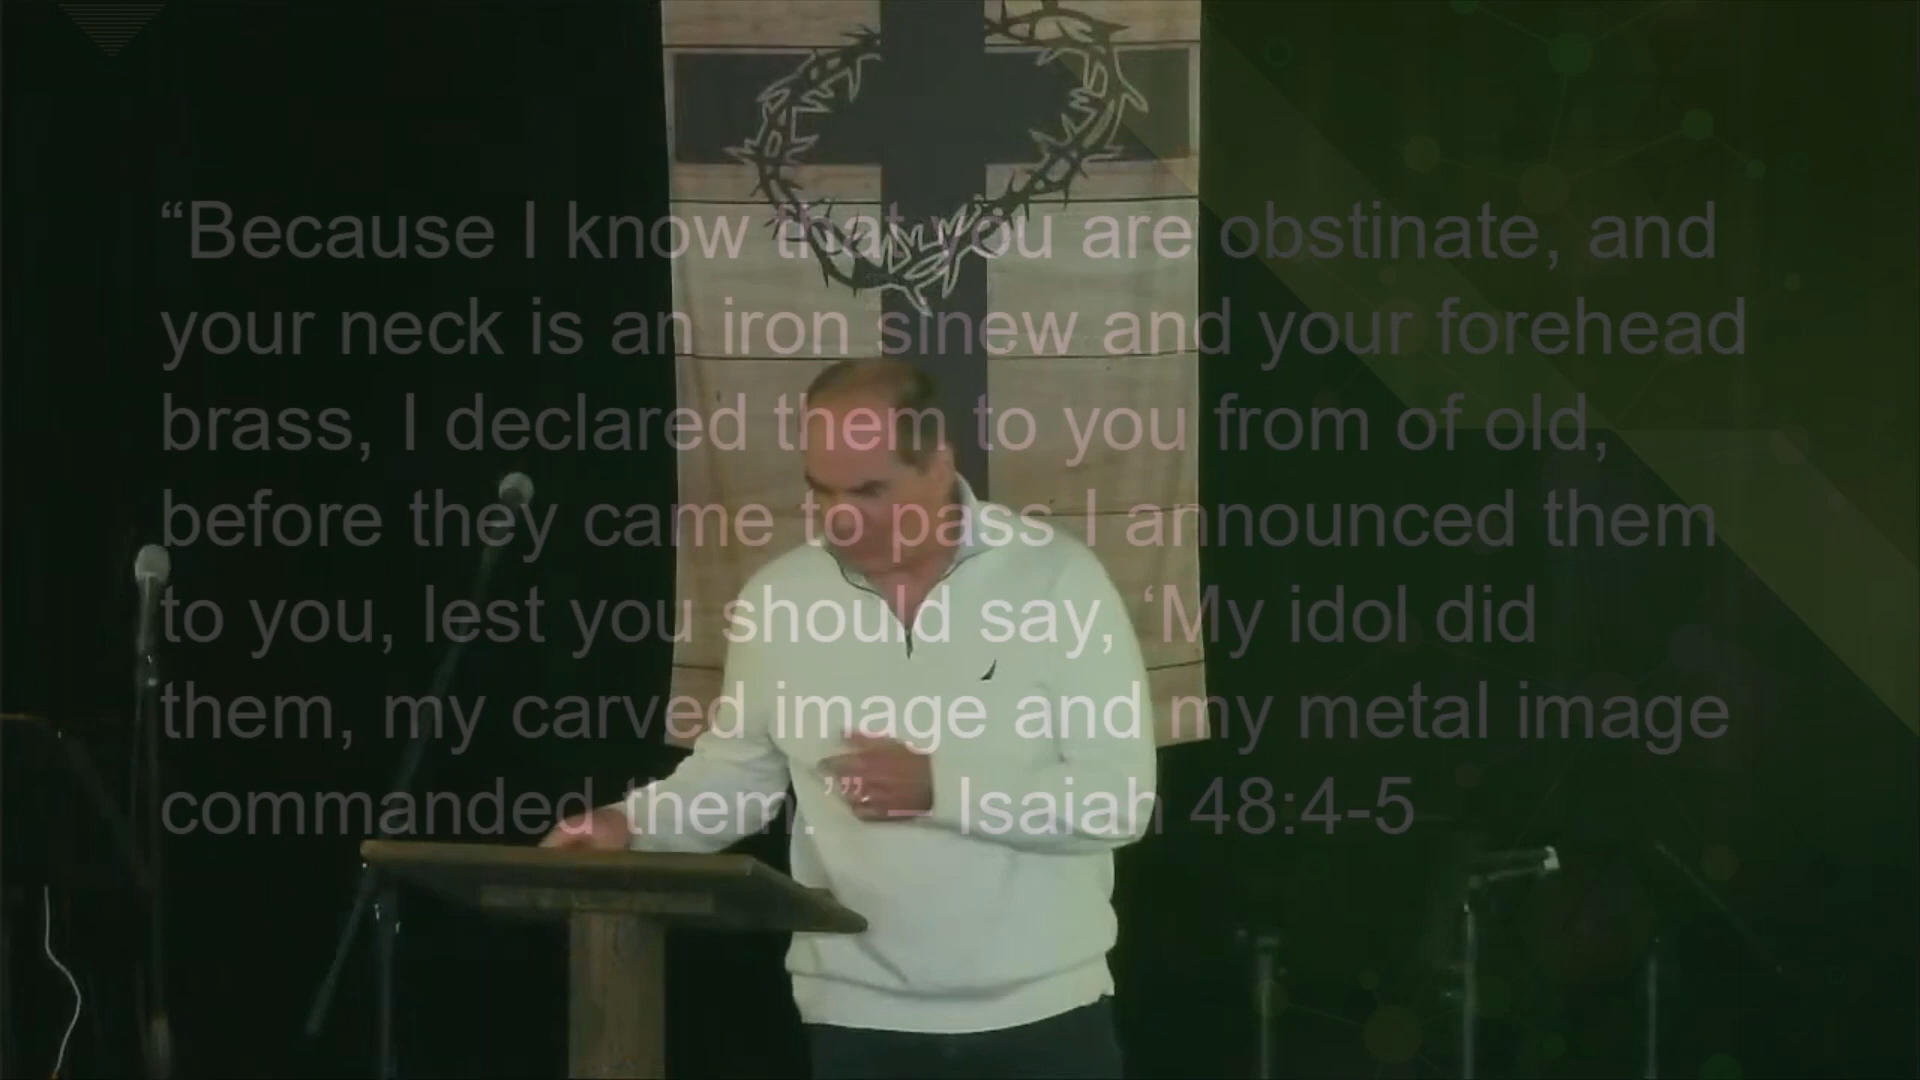 “Because I know that you are obstinate, and
your neck is an iron sinew and your forehead
brass, I declared them to you from of old,
before they came to pass I announced them
to you, lest you should say, ‘My idol did
them, my carved image and my metal image
commanded them.’” – Isaiah 48:4-5